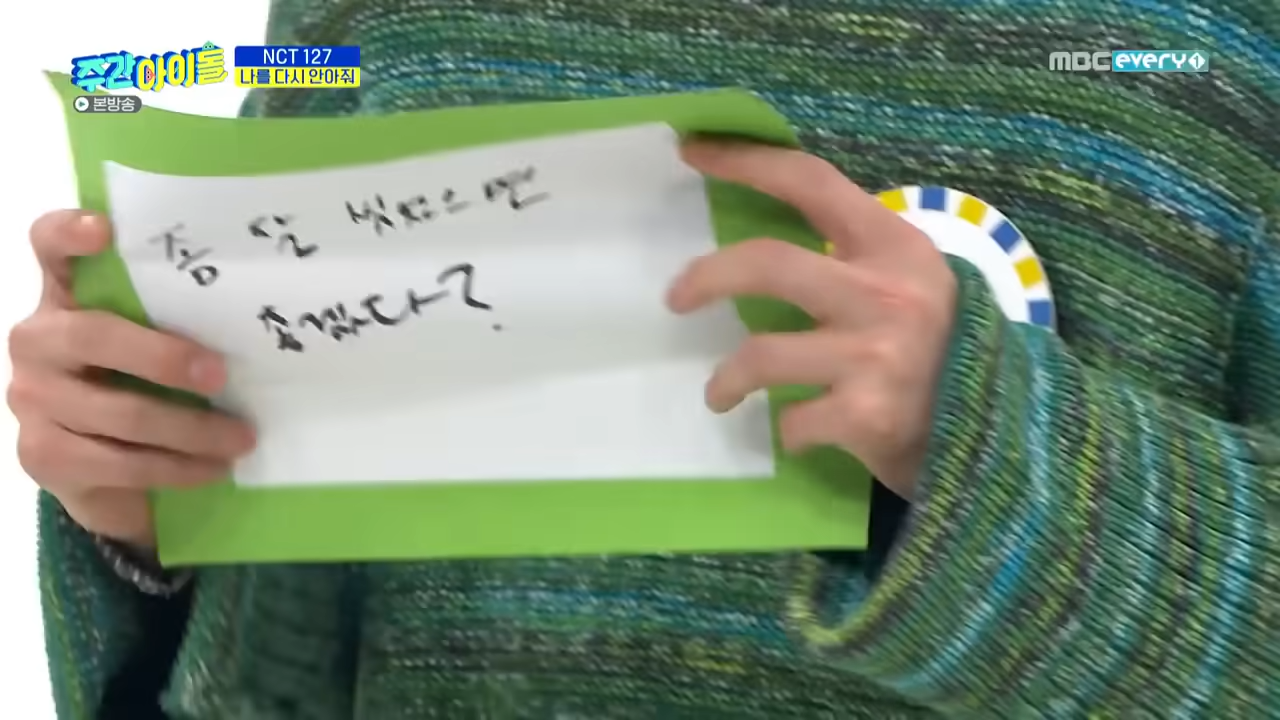 주간아이돌
NCT 127
나를 다시 안아줘
본방송
MBC every1
좀 잘 씻었으면
좋겠다?